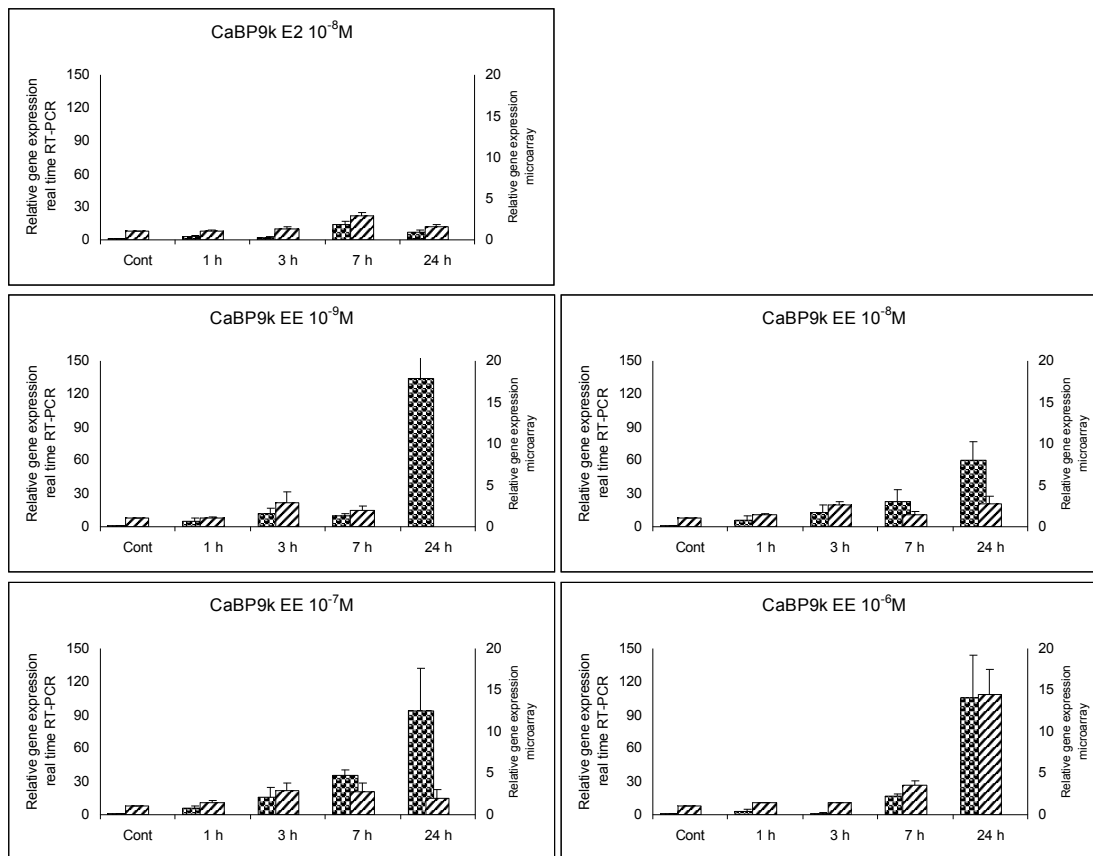 CaBP9k E2 10⁻⁸M
Relative gene expression
real time RT-PCR
150
120
90
60
30
0
20
15
10
5
0
Relative gene expression
microarray
Cont 1 h 3 h 7 h 24 h
CaBP9k EE 10⁻⁹M
Relative gene expression
real time RT-PCR
150
120
90
60
30
0
20
15
10
5
0
Relative gene expression
microarray
Cont 1 h 3 h 7 h 24 h
CaBP9k EE 10⁻⁸M
Relative gene expression
real time RT-PCR
150
120
90
60
30
0
20
15
10
5
0
Relative gene expression
microarray
Cont 1 h 3 h 7 h 24 h
CaBP9k EE 10⁻⁷M
Relative gene expression
real time RT-PCR
150
120
90
60
30
0
20
15
10
5
0
Relative gene expression
microarray
Cont 1 h 3 h 7 h 24 h
CaBP9k EE 10⁻⁶M
Relative gene expression
real time RT-PCR
150
120
90
60
30
0
20
15
10
5
0
Relative gene expression
microarray
Cont 1 h 3 h 7 h 24 h